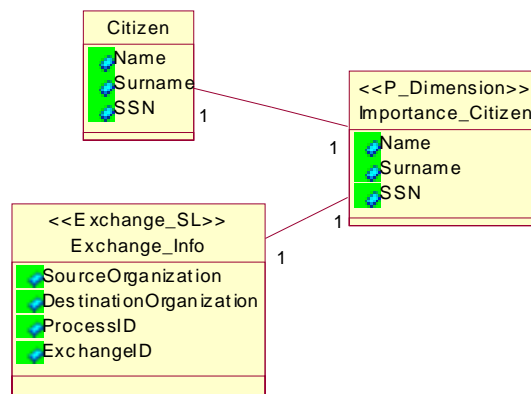 Citizen
Name
Surname
SSN
1
<<P_Dimension>>
Importance_Citizen
Name
Surname
SSN
1
1
<<Exchange_SL>>
Exchange_Info
SourceOrganization
DestinationOrganization
ProcessID
ExchangeID
1